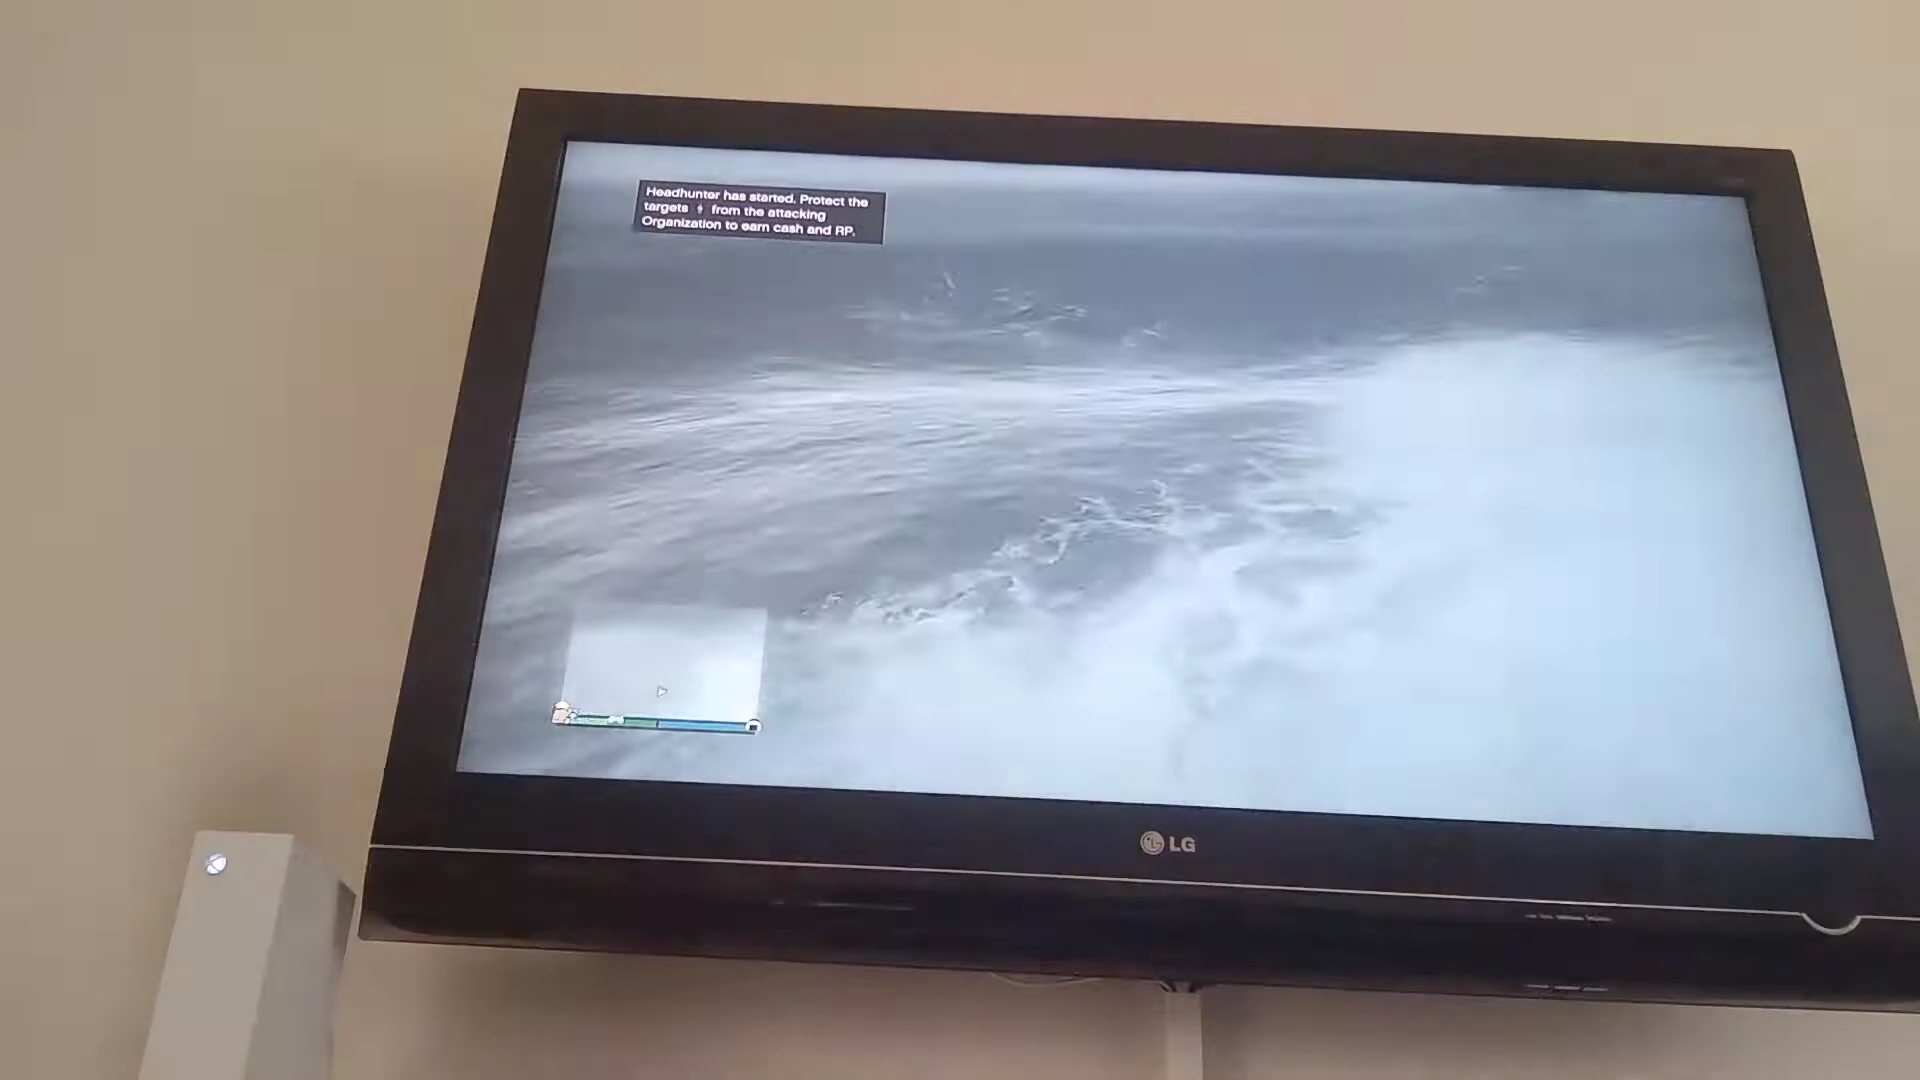 Headhunter has started. Protect the
targets from the attacking
Organization to earn cash and RP.
LG